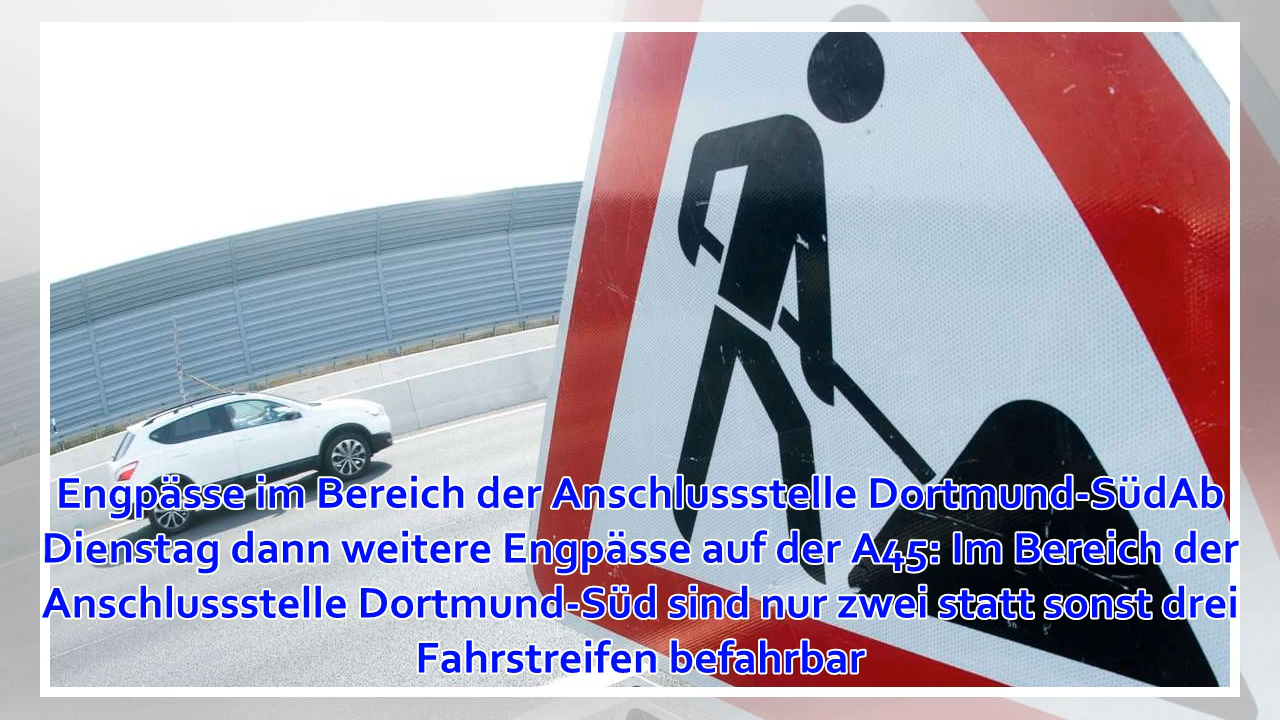 Engpässe im Bereich der Anschlussstelle Dortmund-SüdAb
Dienstag dann weitere Engpässe auf der A45: Im Bereich der
Anschlussstelle Dortmund-Süd sind nur zwei statt sonst drei
Fahrstreifen befahrbar